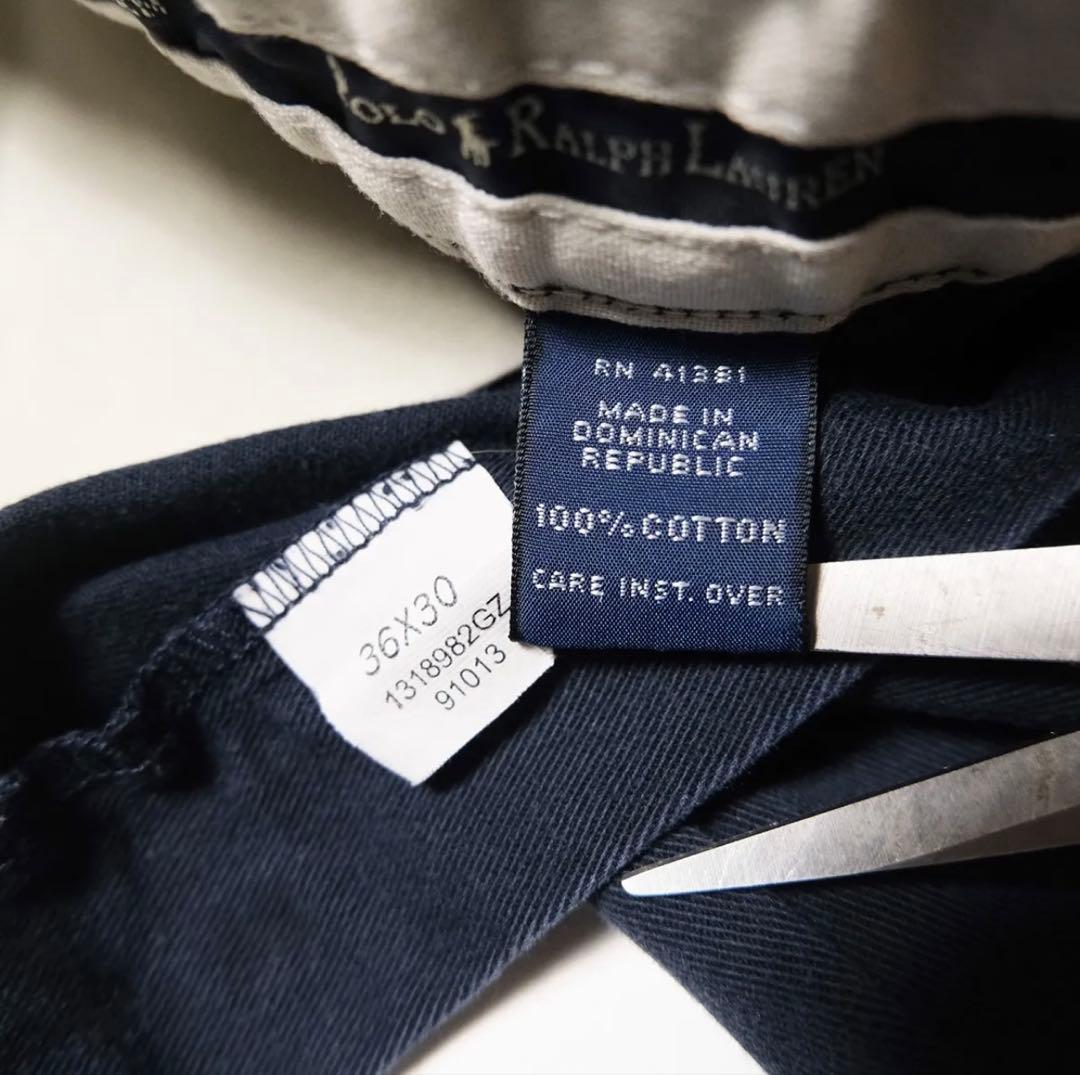 POLO RALPH LAUREN
RN 41381
MADE IN
DOMINICAN
REPUBLIC
100% COTTON
CARE INST. OVER
36X30
1318982GZ
91013